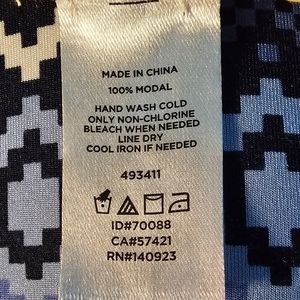 MADE IN CHINA
100% MODAL
HAND WASH COLD
ONLY NON-CHLORINE
BLEACH WHEN NEEDED
LINE DRY
COOL IRON IF NEEDED
493411
ID#70088
CA#57421
RN#140923